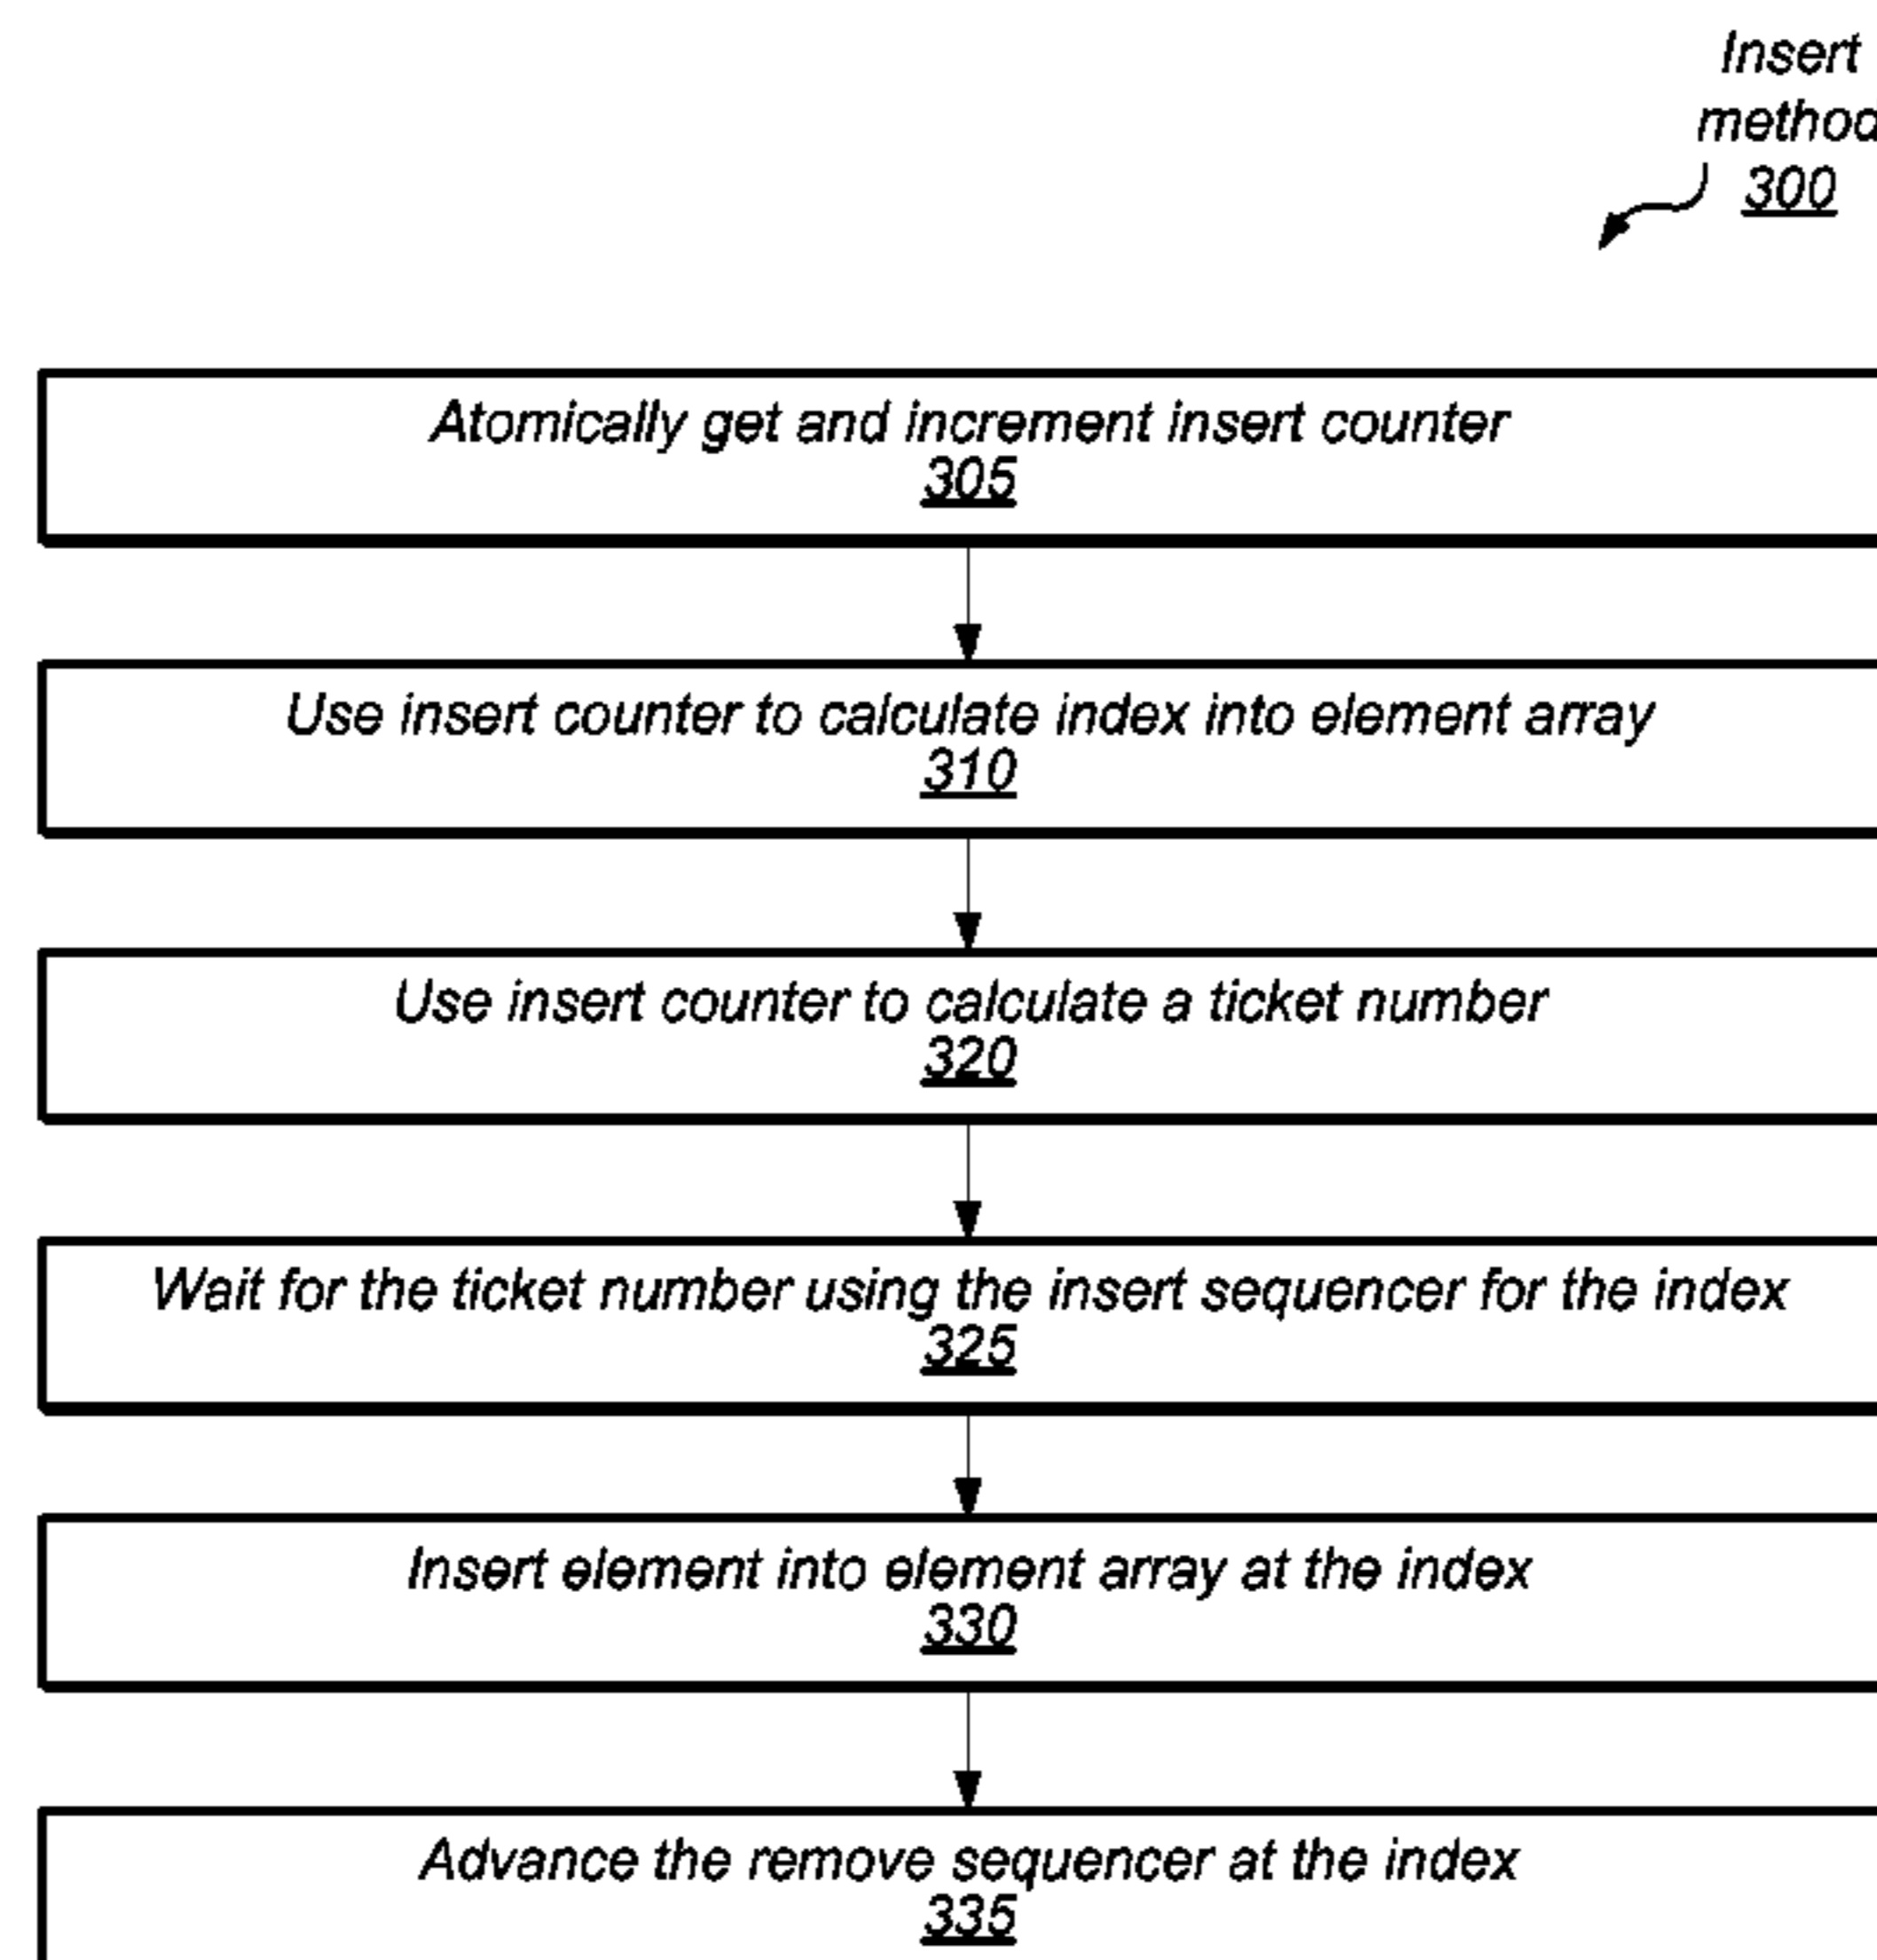 Insert
method
300
Atomically get and increment insert counter
305
Use insert counter to calculate index into element array
310
Use insert counter to calculate a ticket number
320
Wait for the ticket number using the insert sequencer for the index
325
Insert element into element array at the index
330
Advance the remove sequencer at the index
335